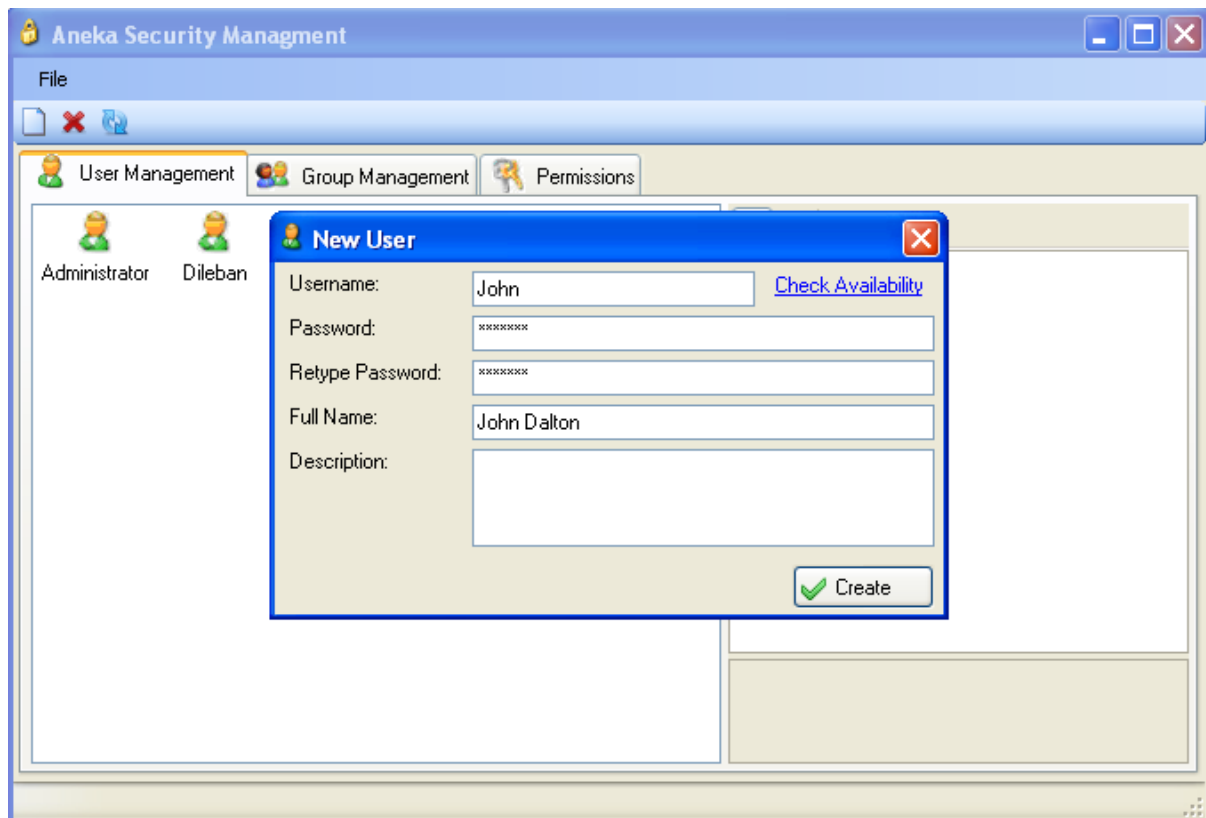 Aneka Security Managment
File
User Management Group Management Permissions
Administrator Dileban
New User
Username: John Check Availability
Password: *******
Retype Password: *******
Full Name: John Dalton
Description:
Create